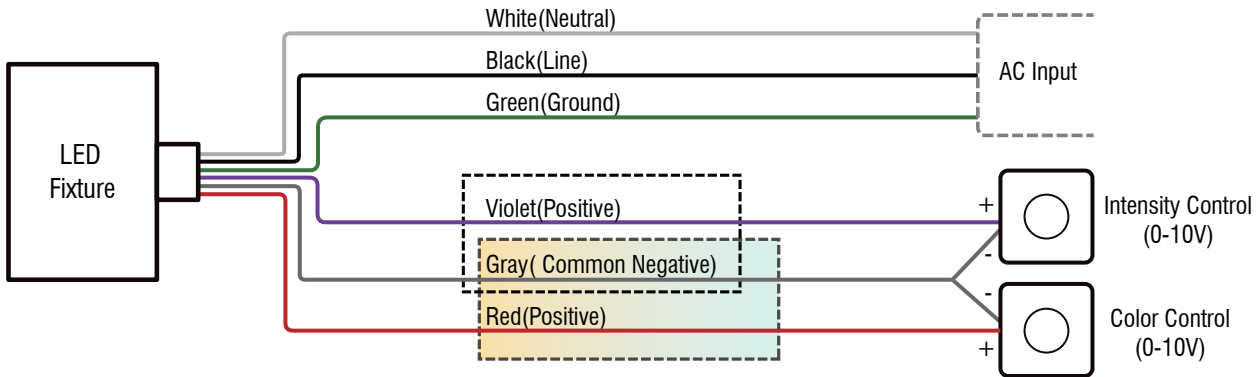 White(Neutral)
Black(Line)
AC Input
Green(Ground)
LED
Fixture
Violet(Positive)
+
Intensity Control
(0-10V)
-
Gray( Common Negative)
-
Red(Positive)
Color Control
(0-10V)
+